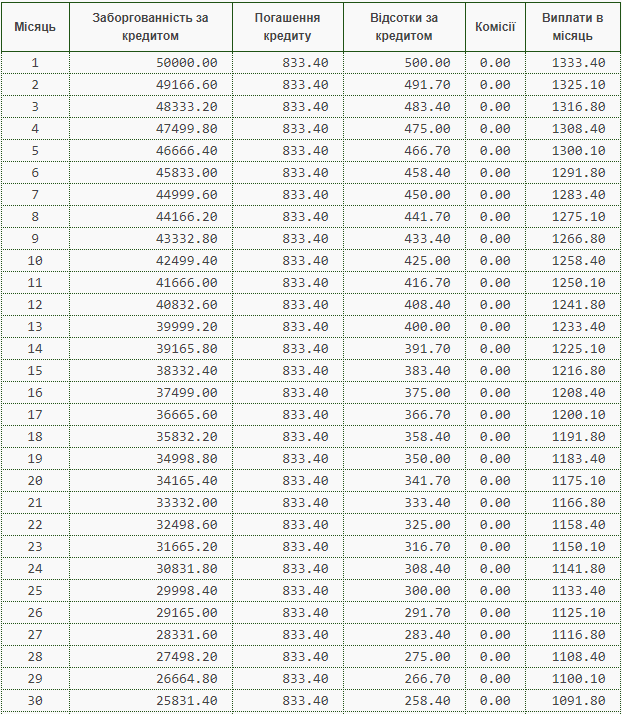 Місяць Заборгованність за кредитом Погашення кредиту Відсотки за кредитом Комісії Виплати в місяць
1 50000.00 833.40 500.00 0.00 1333.40
2 49166.60 833.40 491.70 0.00 1325.10
3 48333.20 833.40 483.40 0.00 1316.80
4 47499.80 833.40 475.00 0.00 1308.40
5 46666.40 833.40 466.70 0.00 1300.10
6 45833.00 833.40 458.40 0.00 1291.80
7 44999.60 833.40 450.00 0.00 1283.40
8 44166.20 833.40 441.70 0.00 1275.10
9 43332.80 833.40 433.40 0.00 1266.80
10 42499.40 833.40 425.00 0.00 1258.40
11 41666.00 833.40 416.70 0.00 1250.10
12 40832.60 833.40 408.40 0.00 1241.80
13 39999.20 833.40 400.00 0.00 1233.40
14 39165.80 833.40 391.70 0.00 1225.10
15 38332.40 833.40 383.40 0.00 1216.80
16 37499.00 833.40 375.00 0.00 1208.40
17 36665.60 833.40 366.70 0.00 1200.10
18 35832.20 833.40 358.40 0.00 1191.80
19 34998.80 833.40 350.00 0.00 1183.40
20 34165.40 833.40 341.70 0.00 1175.10
21 33332.00 833.40 333.40 0.00 1166.80
22 32498.60 833.40 325.00 0.00 1158.40
23 31665.20 833.40 316.70 0.00 1150.10
24 30831.80 833.40 308.40 0.00 1141.80
25 29998.40 833.40 300.00 0.00 1133.40
26 29165.00 833.40 291.70 0.00 1125.10
27 28331.60 833.40 283.40 0.00 1116.80
28 27498.20 833.40 275.00 0.00 1108.40
29 26664.80 833.40 266.70 0.00 1100.10
30 25831.40 833.40 258.40 0.00 1091.80